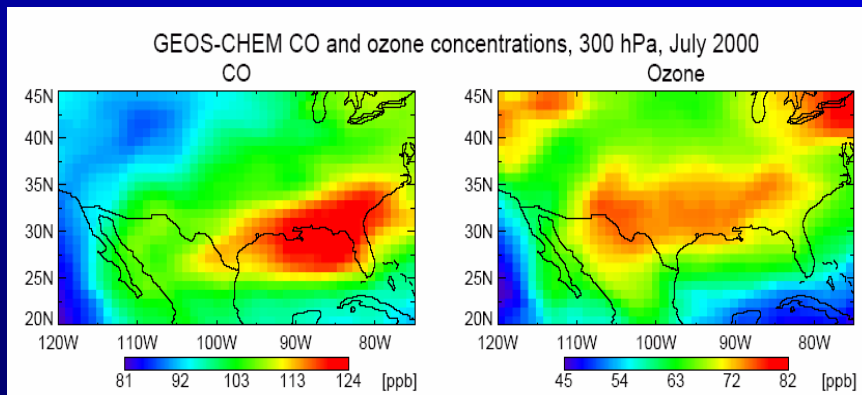 GEOS-CHEM CO and ozone concentrations, 300 hPa, July 2000
CO
45N
40N
35N
30N
25N
20N
120W 110W 100W 90W 80W
81 92 103 113 124 [ppb]
Ozone
45N
40N
35N
30N
25N
20N
120W 110W 100W 90W 80W
45 54 63 72 82 [ppb]